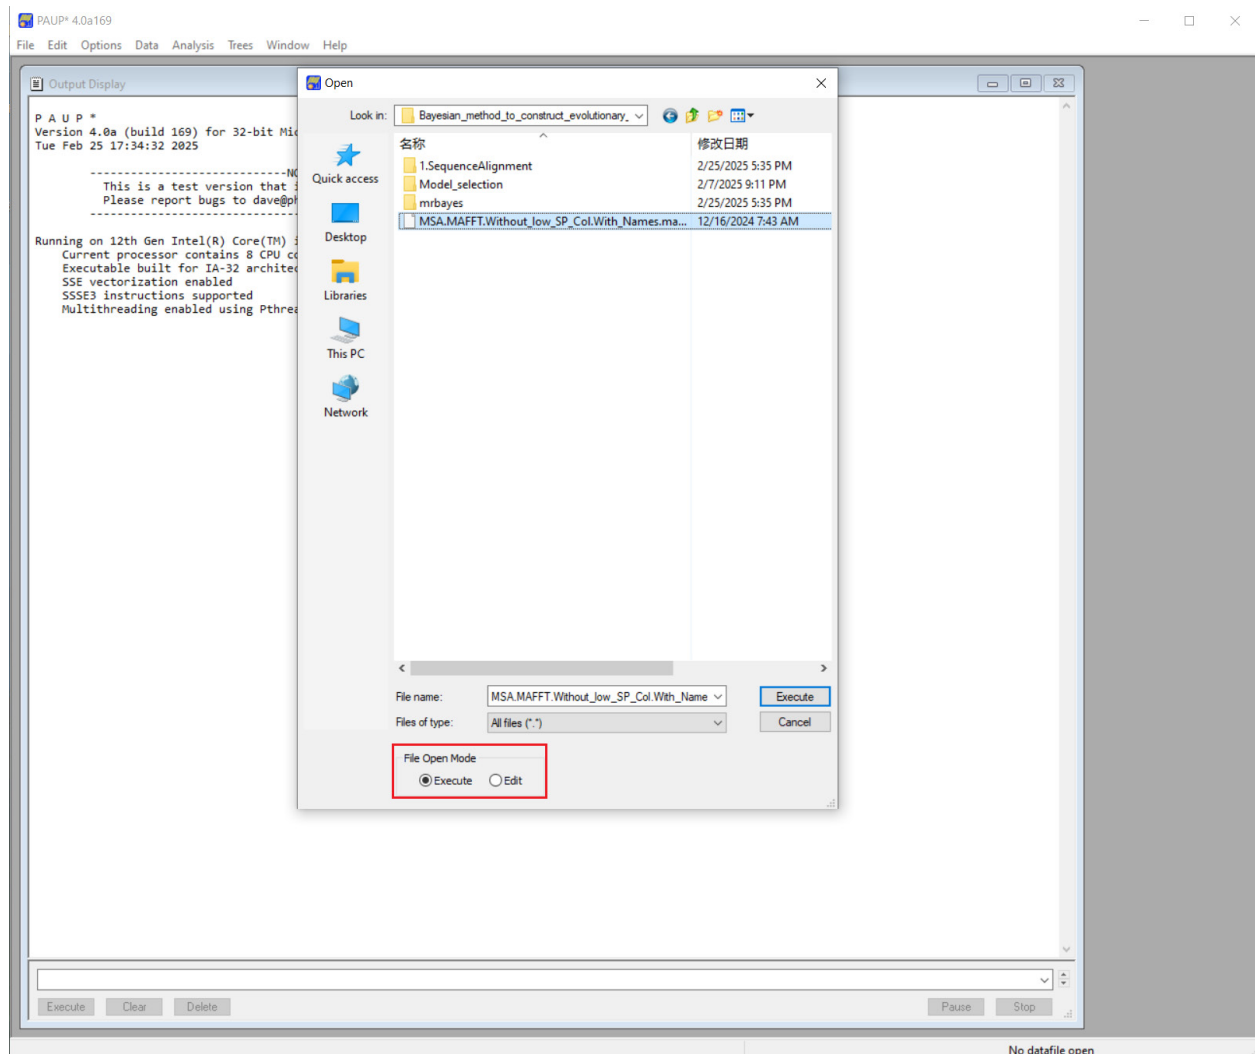 PAUP* 4.0a169
File Edit Options Data Analysis Trees Window Help
Output Display
P A U P *
Version 4.0a (build 169) for 32-bit Mic
Tue Feb 25 17:34:32 2025
-----------------------------NO
This is a test version that i
Please report bugs to dave@ph
-------------------------------
Running on 12th Gen Intel(R) Core(TM) i
Current processor contains 8 CPU co
Executable built for IA-32 architec
SSE vectorization enabled
SSSE3 instructions supported
Multithreading enabled using Pthrea
Open
Look in: Bayesian_method_to_construct_evolutionary_
Quick access
Desktop
Libraries
This PC
Network
名称 修改日期
1.SequenceAlignment 2/25/2025 5:35 PM
Model_selection 2/7/2025 9:11 PM
mrbayes 2/25/2025 5:35 PM
MSA.MAFFT.Without_low_SP_Col.With_Names.ma... 12/16/2024 7:43 AM
File name: MSA.MAFFT.Without_low_SP_Col.With_Name Execute
Files of type: All files (*.*) Cancel
File Open Mode
Execute Edit
Execute Clear Delete Pause Stop
No datafile open